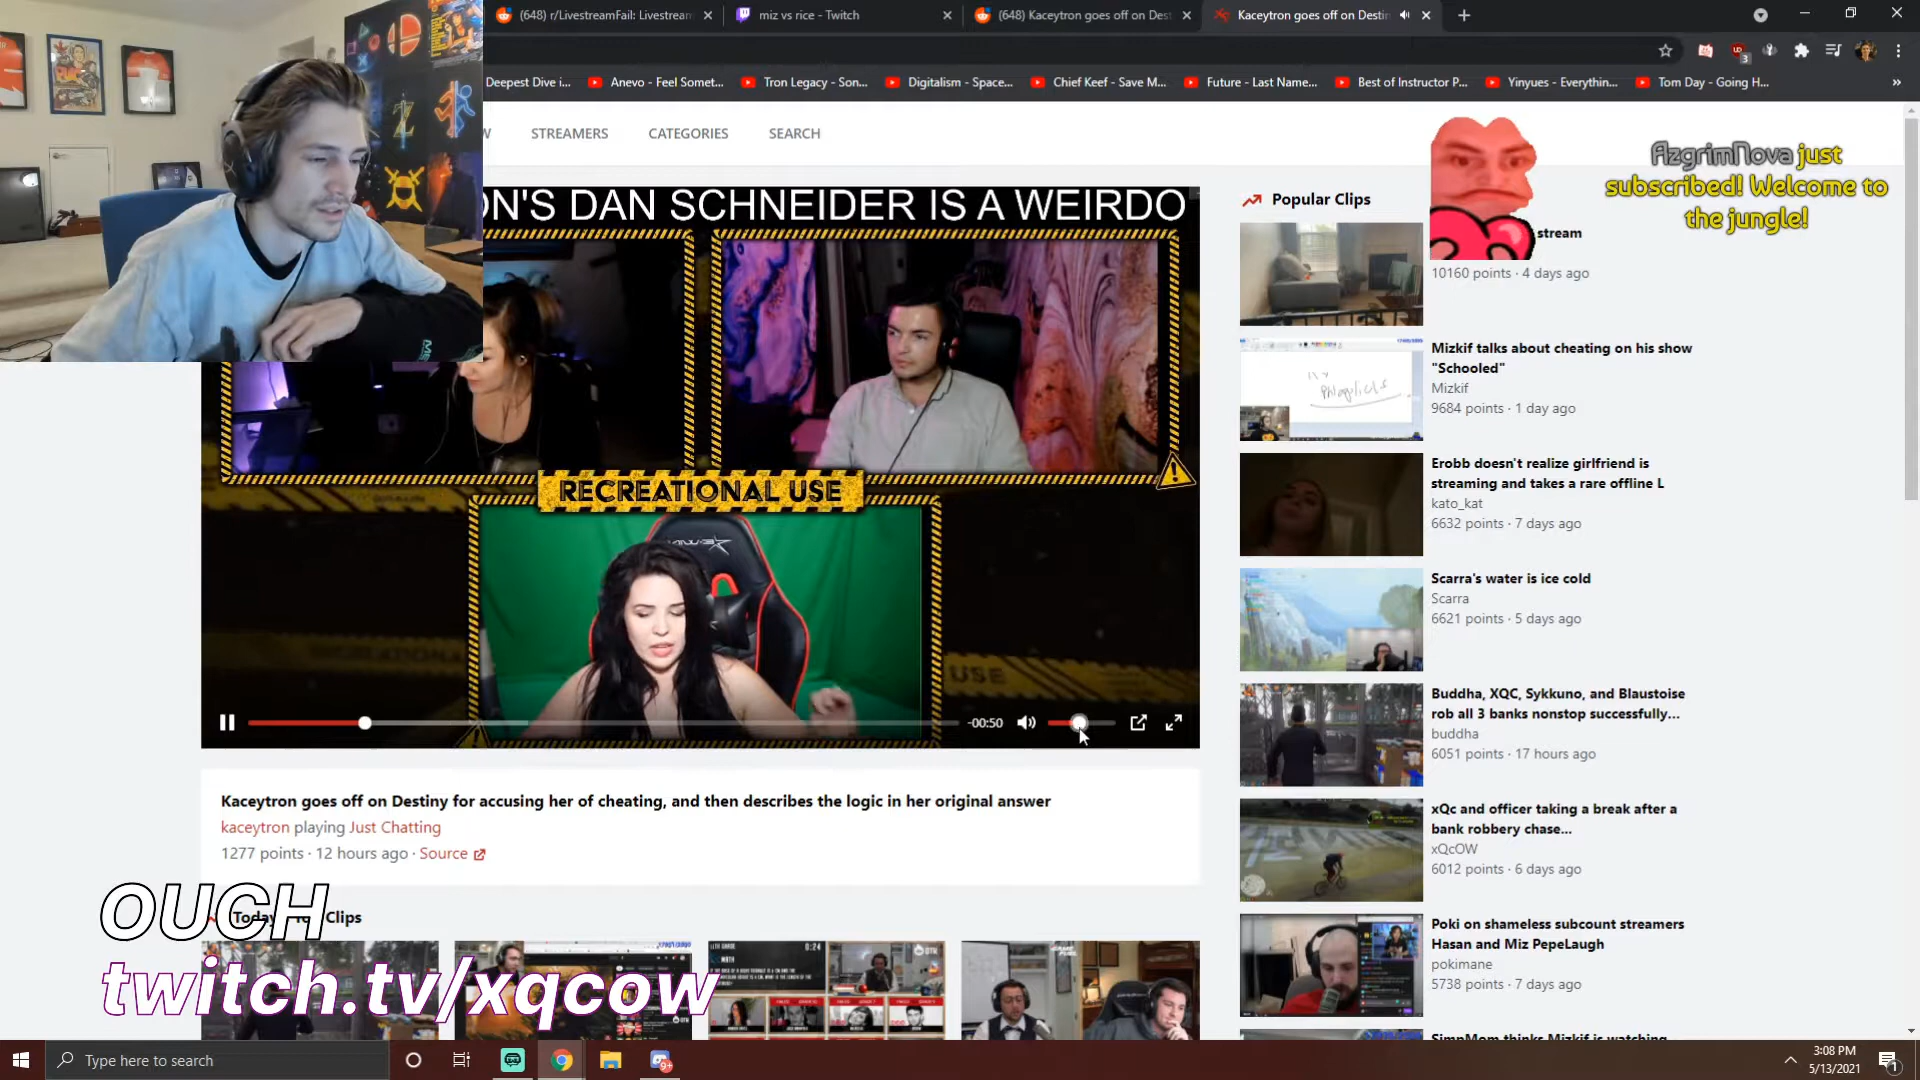 (648) r/LivestreamFail: Livestream
miz vs rice - Twitch
(648) Kaceytron goes off on Dest
Kaceytron goes off on Destin
Deepest Dive i...
Anevo - Feel Somet...
Tron Legacy - Son...
Digitalism - Space...
Chief Keef - Save M...
Future - Last Name...
Best of Instructor P...
Yinyues - Everythin...
Tom Day - Going H...
STREAMERS
CATEGORIES
SEARCH
ON'S DAN SCHNEIDER IS A WEIRDO
RECREATIONAL USE
USE
-00:50
Kaceytron goes off on Destiny for accusing her of cheating, and then describes the logic in her original answer
kaceytron playing Just Chatting
1277 points · 12 hours ago · Source
Clips
OUCH
twitch.tv/xqcow
Popular Clips
AzgrimNova just
subscribed! Welcome to
the jungle!
stream
10160 points · 4 days ago
Mizkif talks about cheating on his show
"Schooled"
Mizkif
9684 points · 1 day ago
Erobb doesn't realize girlfriend is
streaming and takes a rare offline L
kato_kat
6632 points · 7 days ago
Scarra's water is ice cold
Scarra
6621 points · 5 days ago
Buddha, XQC, Sykkuno, and Blaustoise
rob all 3 banks nonstop successfully...
buddha
6051 points · 17 hours ago
xQc and officer taking a break after a
bank robbery chase...
xQcOW
6012 points · 6 days ago
Poki on shameless subcount streamers
Hasan and Miz PepeLaugh
pokimane
5738 points · 7 days ago
SimpMom thinks Mizkif is watching
Type here to search
9+
3:08 PM
5/13/2021
1